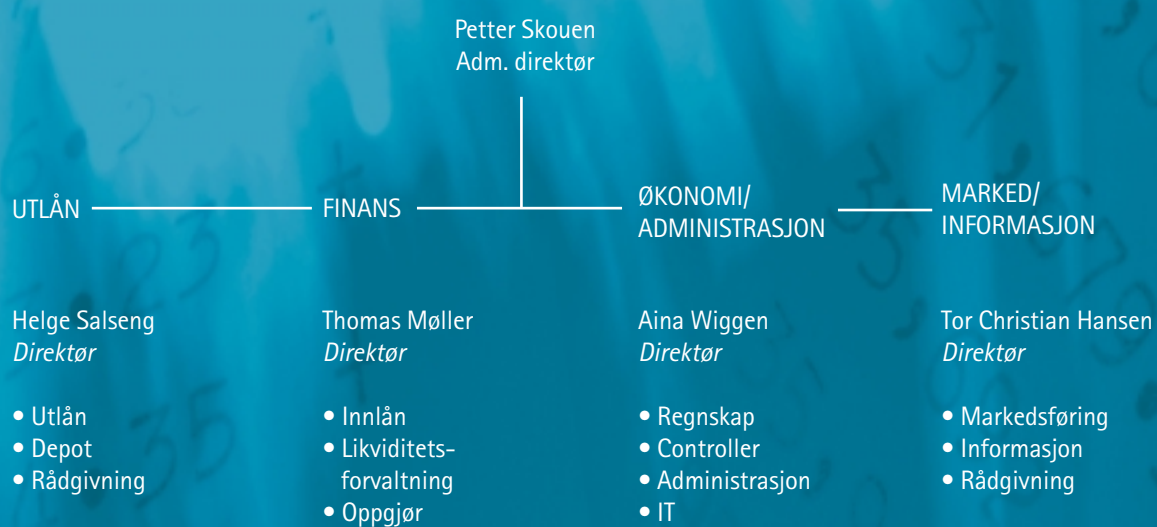 Petter Skouen
Adm. direktør
UTLÅN
FINANS
ØKONOMI/
ADMINISTRASJON
MARKED/
INFORMASJON
Helge Salseng
Direktør
• Utlån
• Depot
• Rådgivning
Thomas Møller
Direktør
• Innlån
• Likviditets-
forvaltning
• Oppgjør
Aina Wiggen
Direktør
• Regnskap
• Controller
• Administrasjon
• IT
Tor Christian Hansen
Direktør
• Markedsføring
• Informasjon
• Rådgivning